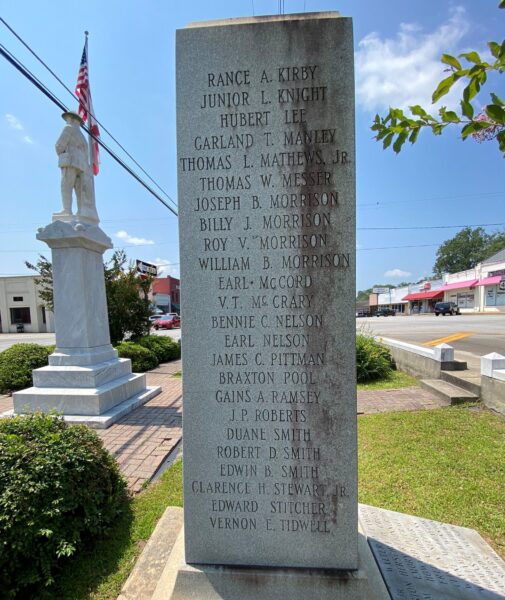 RANCE A. KIRBY
JUNIOR L. KNIGHT
HUBERT LEE
GARLAND T. MANLEY
THOMAS L. MATHEWS, JR.
THOMAS W. MESSER
JOSEPH B. MORRISON
BILLY J. MORRISON
ROY V. MORRISON
WILLIAM B. MORRISON
EARL MCCORD
V.T. MCCRARY
BENNIE C. NELSON
EARL NELSON
JAMES C. PITTMAN
BRAXTON POOL
GAINS A. RAMSEY
J.P. ROBERTS
DUANE SMITH
ROBERT D. SMITH
EDWIN B. SMITH
CLARENCE H. STEWART, JR.
EDWARD STITCHER
VERNON E. TIDWELL